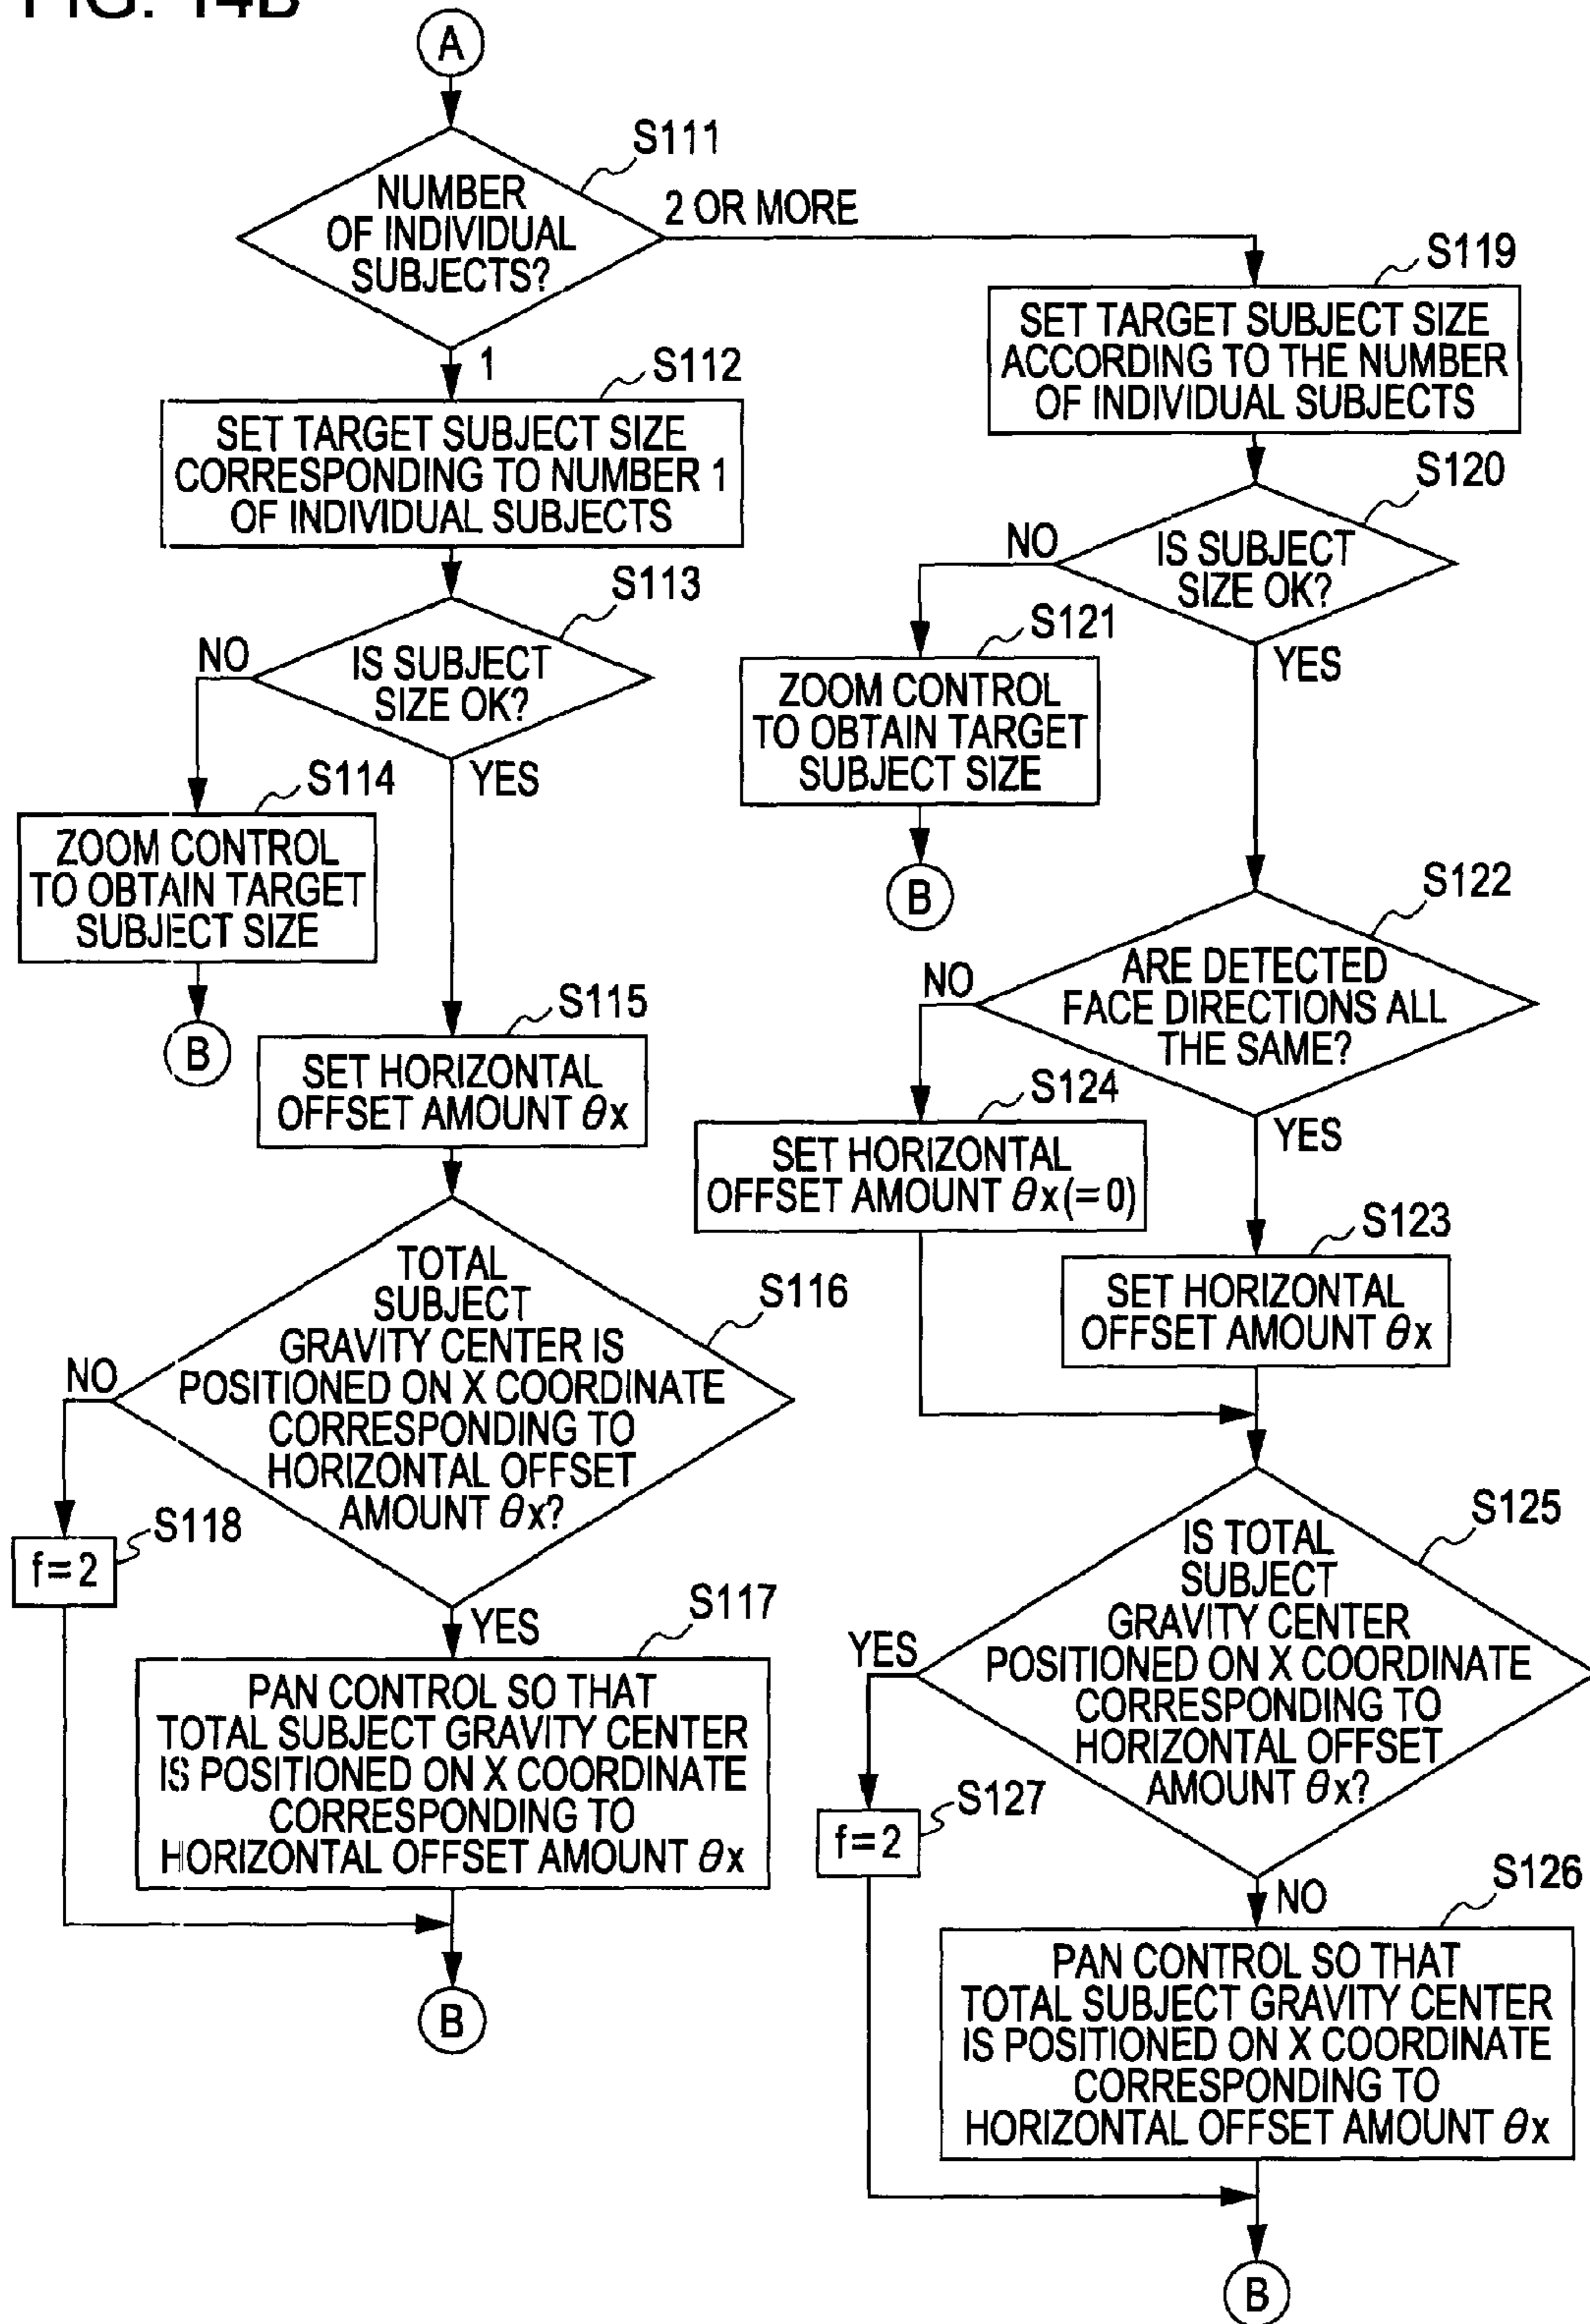 FIG. 14B
A
S111
NUMBER
OF INDIVIDUAL
SUBJECTS?
2 OR MORE
1
S112
SET TARGET SUBJECT SIZE
CORRESPONDING TO NUMBER 1
OF INDIVIDUAL SUBJECTS
S113
IS SUBJECT
SIZE OK?
NO
YES
S114
ZOOM CONTROL
TO OBTAIN TARGET
SUBJECT SIZE
B
S115
SET HORIZONTAL
OFFSET AMOUNT θx
S116
TOTAL
SUBJECT
GRAVITY CENTER IS
POSITIONED ON X COORDINATE
CORRESPONDING TO
HORIZONTAL OFFSET
AMOUNT θx?
NO
S118
f=2
YES
S117
PAN CONTROL SO THAT
TOTAL SUBJECT GRAVITY CENTER
IS POSITIONED ON X COORDINATE
CORRESPONDING TO
HORIZONTAL OFFSET AMOUNT θx
B
S119
SET TARGET SUBJECT SIZE
ACCORDING TO THE NUMBER
OF INDIVIDUAL SUBJECTS
S120
IS SUBJECT
SIZE OK?
NO
YES
S121
ZOOM CONTROL
TO OBTAIN TARGET
SUBJECT SIZE
B
S122
ARE DETECTED
FACE DIRECTIONS ALL
THE SAME?
NO
YES
S124
SET HORIZONTAL
OFFSET AMOUNT θx(=0)
S123
SET HORIZONTAL
OFFSET AMOUNT θx
S125
IS TOTAL
SUBJECT
GRAVITY CENTER
POSITIONED ON X COORDINATE
CORRESPONDING TO
HORIZONTAL OFFSET
AMOUNT θx?
YES
S127
f=2
NO
S126
PAN CONTROL SO THAT
TOTAL SUBJECT GRAVITY CENTER
IS POSITIONED ON X COORDINATE
CORRESPONDING TO
HORIZONTAL OFFSET AMOUNT θx
B